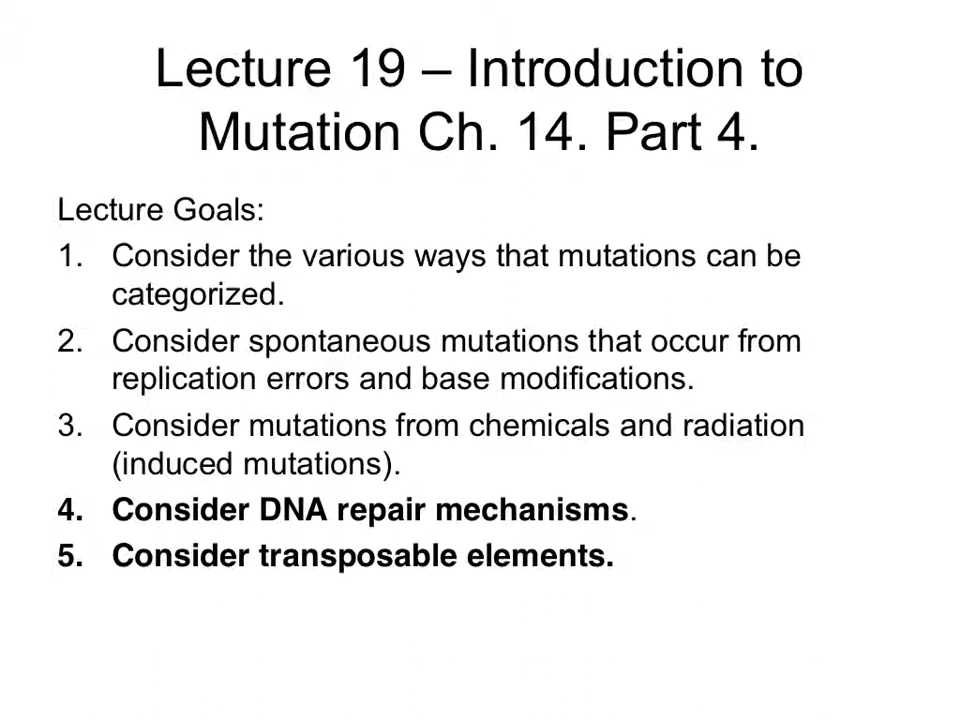 Lecture 19 – Introduction to
Mutation Ch. 14. Part 4.
Lecture Goals:
1. Consider the various ways that mutations can be
categorized.
2. Consider spontaneous mutations that occur from
replication errors and base modifications.
3. Consider mutations from chemicals and radiation
(induced mutations).
4. Consider DNA repair mechanisms.
5. Consider transposable elements.